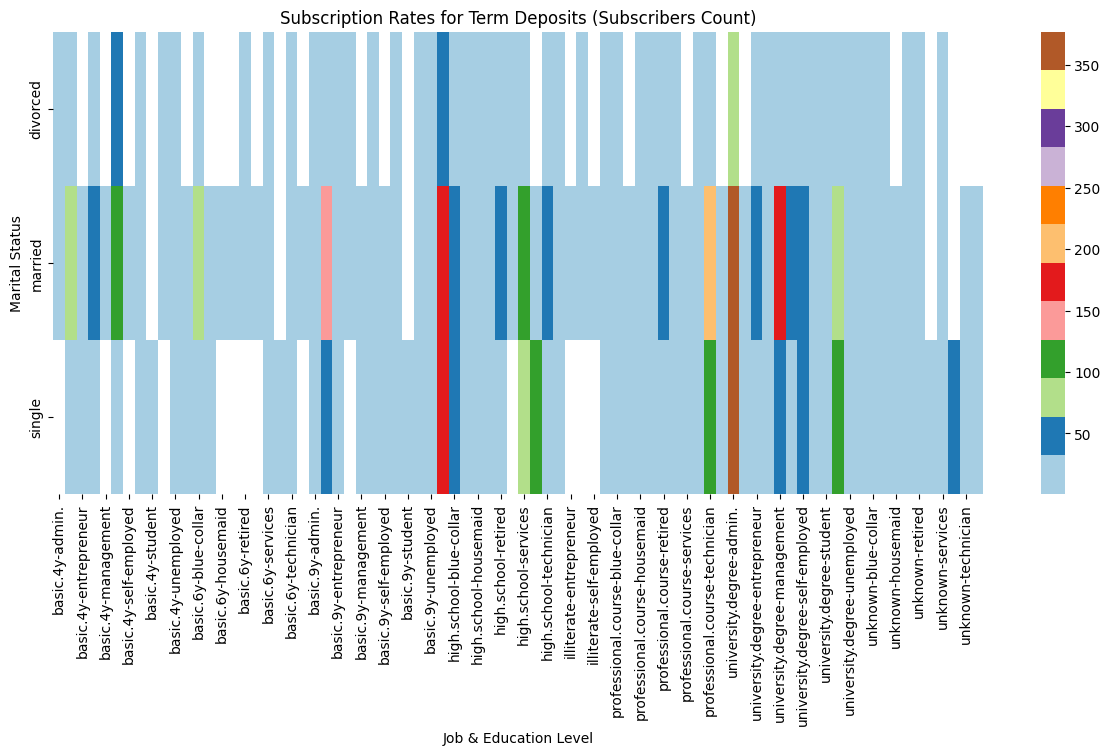 Subscription Rates for Term Deposits (Subscribers Count)
Marital Status
divorced
married
single
basic.4y-admin.
basic.4y-entrepreneur
basic.4y-management
basic.4y-self-employed
basic.4y-student
basic.4y-unemployed
basic.6y-blue-collar
basic.6y-housemaid
basic.6y-retired
basic.6y-services
basic.6y-technician
basic.9y-admin.
basic.9y-entrepreneur
basic.9y-management
basic.9y-self-employed
basic.9y-student
basic.9y-unemployed
high.school-blue-collar
high.school-housemaid
high.school-retired
high.school-services
high.school-technician
illiterate-entrepreneur
illiterate-self-employed
professional.course-blue-collar
professional.course-housemaid
professional.course-retired
professional.course-services
professional.course-technician
university.degree-admin.
university.degree-entrepreneur
university.degree-management
university.degree-self-employed
university.degree-student
university.degree-unemployed
unknown-blue-collar
unknown-housemaid
unknown-retired
unknown-services
unknown-technician
Job & Education Level
350
300
250
200
150
100
50